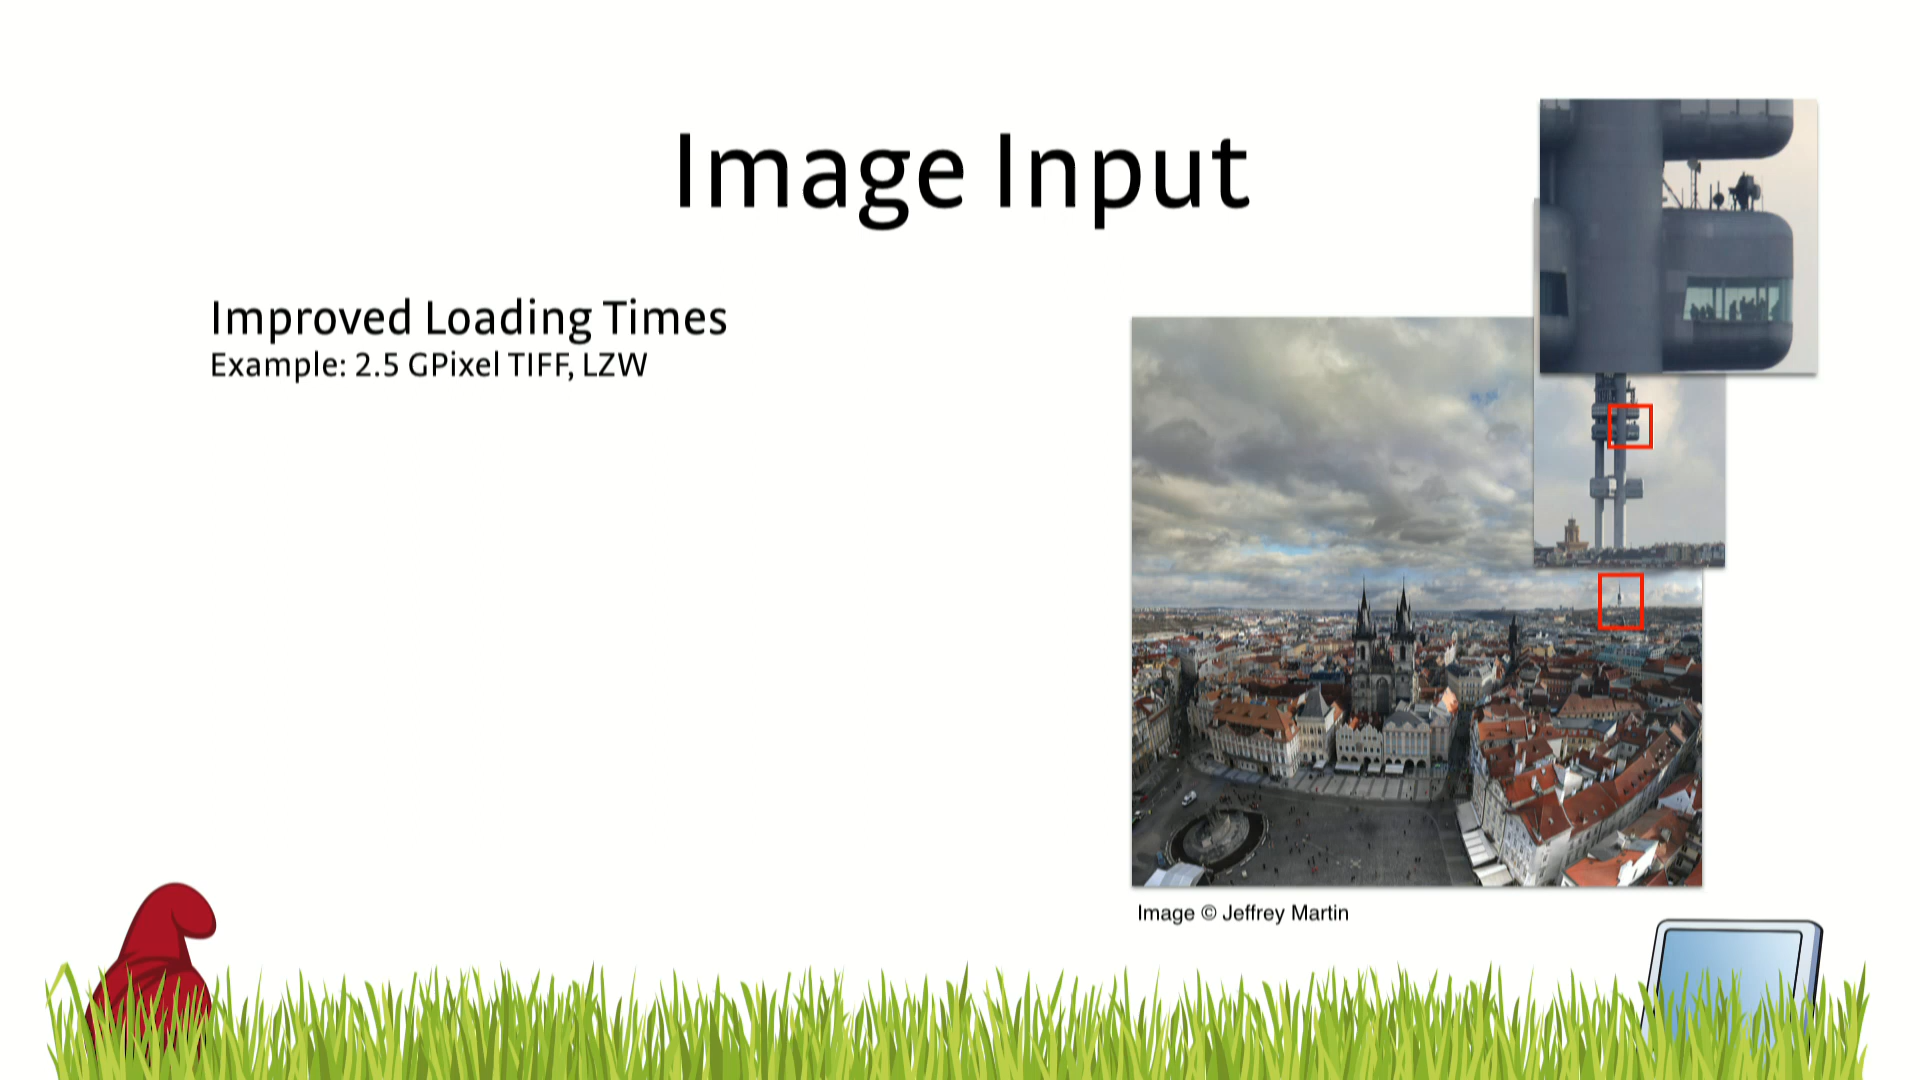 Image Input
Improved Loading Times
Example: 2.5 GPixel TIFF, LZW
Image © Jeffrey Martin